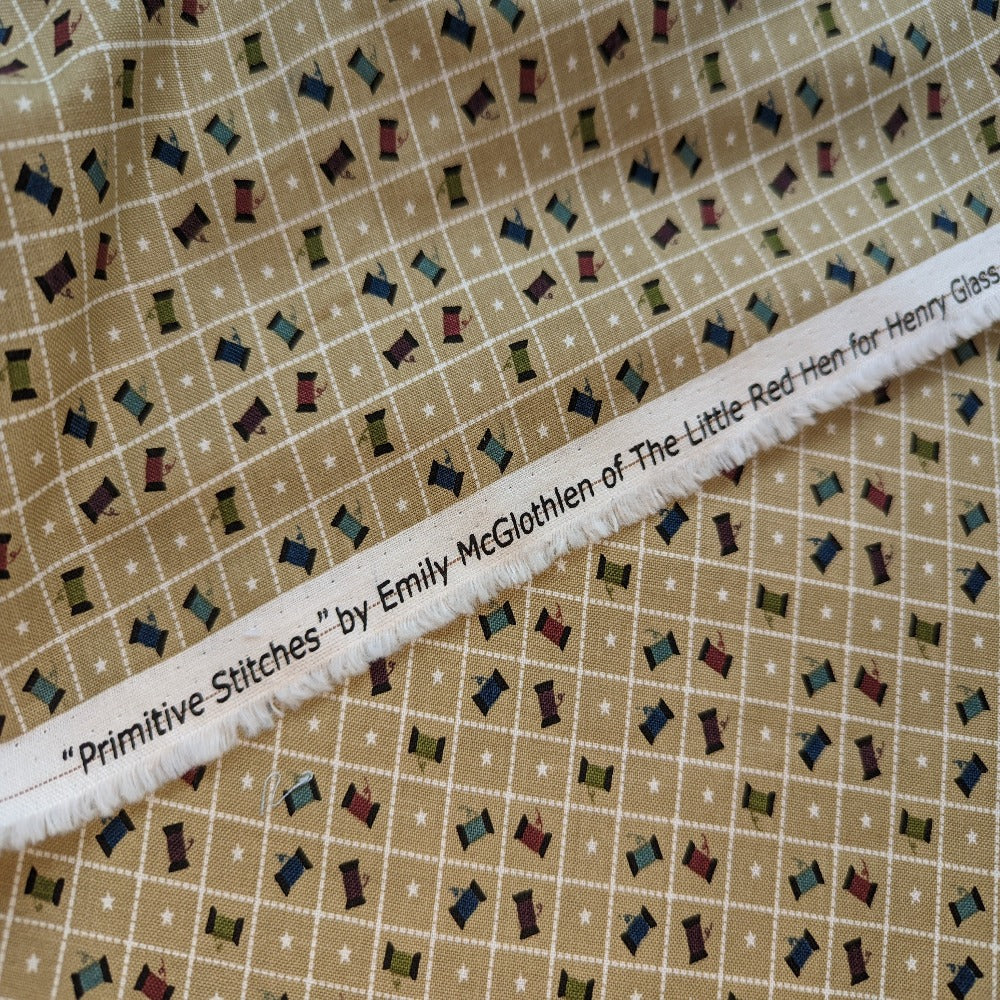 “Primitive Stitches” by Emily McGlothlen of The Little Red Hen for Henry Glass